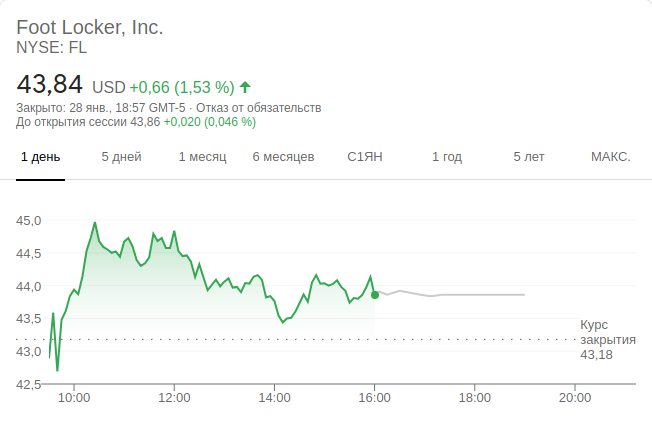 Foot Locker, Inc.
NYSE: FL
43,84 USD +0,66 (1,53 %)
Закрыто: 28 янв., 18:57 GMT-5 · Отказ от обязательств
До открытия сессии 43,86 +0,020 (0,046 %)
1 день 5 дней 1 месяц 6 месяцев С1ЯН 1 год 5 лет МАКС.
45,0
44,5
44,0
43,5
Курс
закрытия
43,18
43,0
42,5
10:00 12:00 14:00 16:00 18:00 20:00